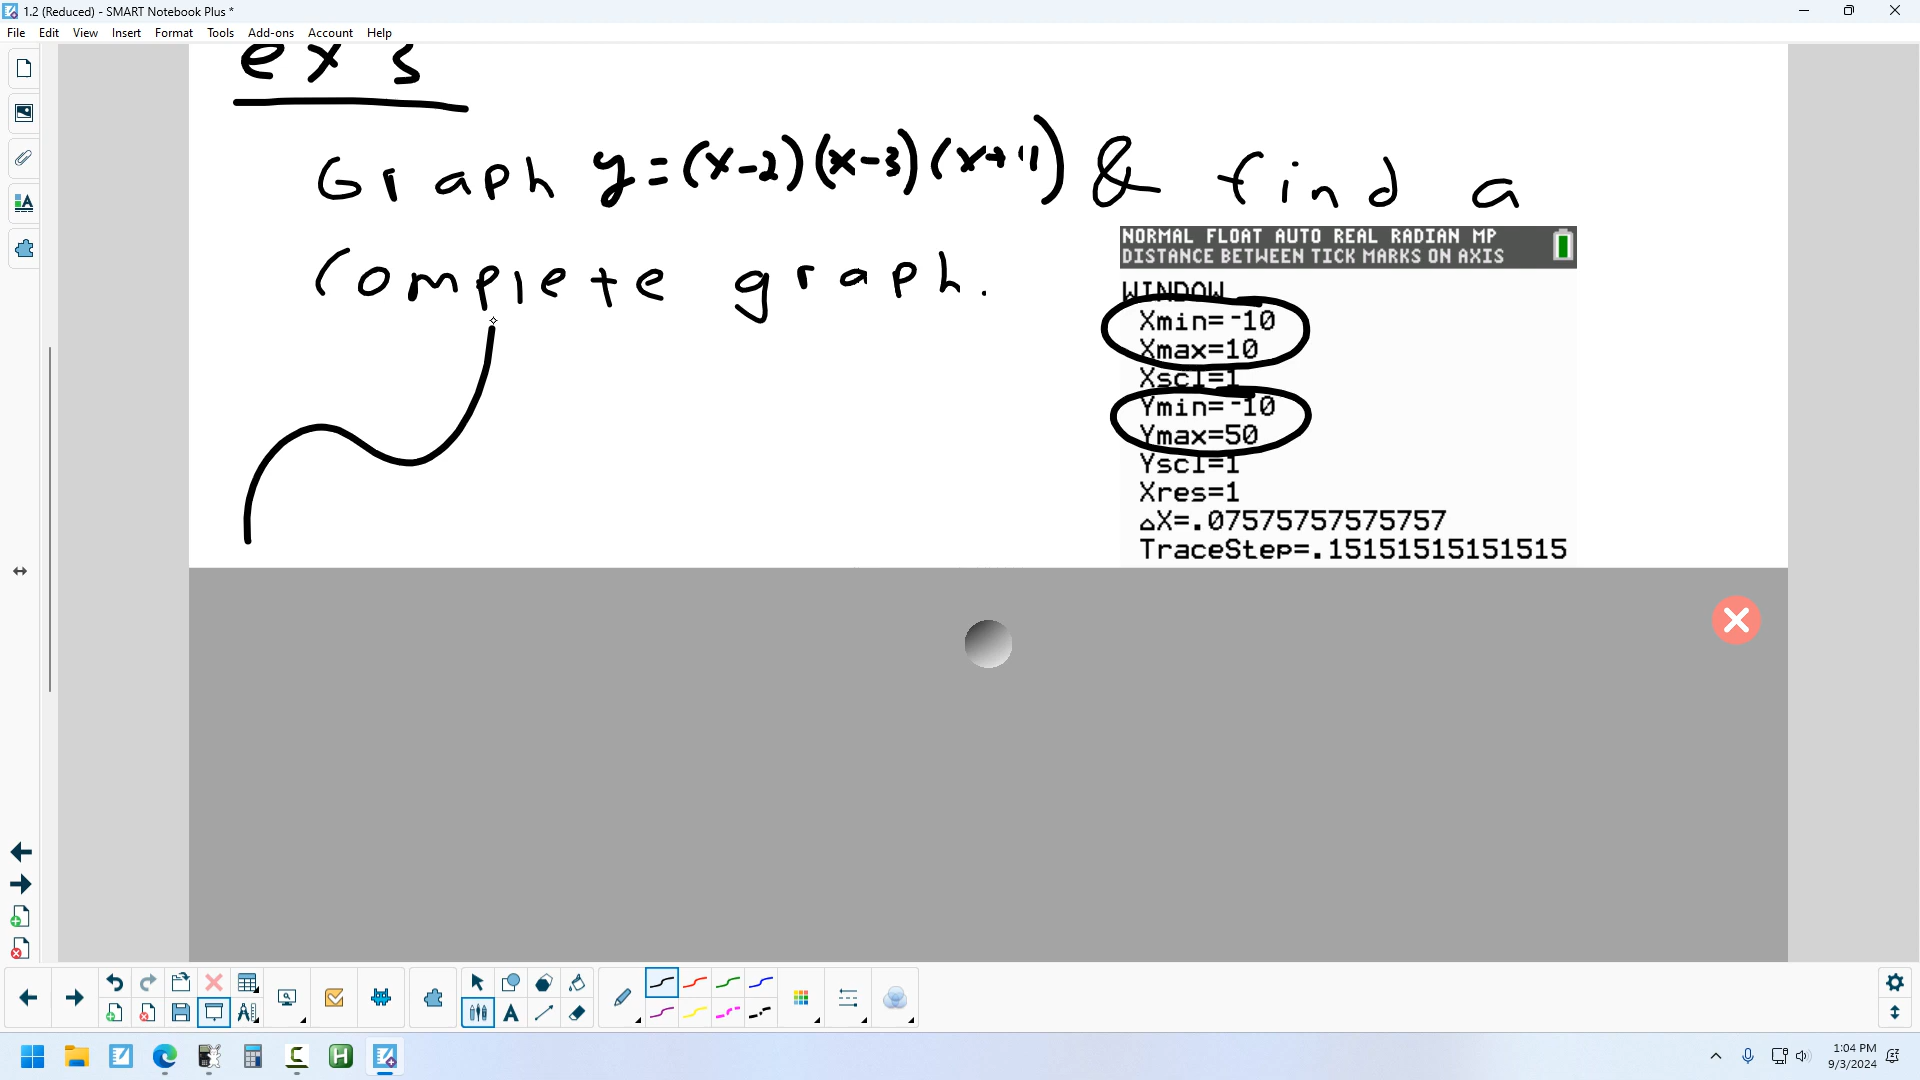 1.2 (Reduced) - SMART Notebook Plus *
File Edit View Insert Format Tools Add-ons Account Help
Graph y=(x-2)(x-3)(x+11) & find a
complete graph.
NORMAL FLOAT AUTO REAL RADIAN MP
DISTANCE BETWEEN TICK MARKS ON AXIS
WINDOW
Xmin=-10
Xmax=10
Xscl=1
Ymin=-10
Ymax=50
Yscl=1
Xres=1
△X=.07575757575757
TraceStep=.15151515151515
1:04 PM
9/3/2024